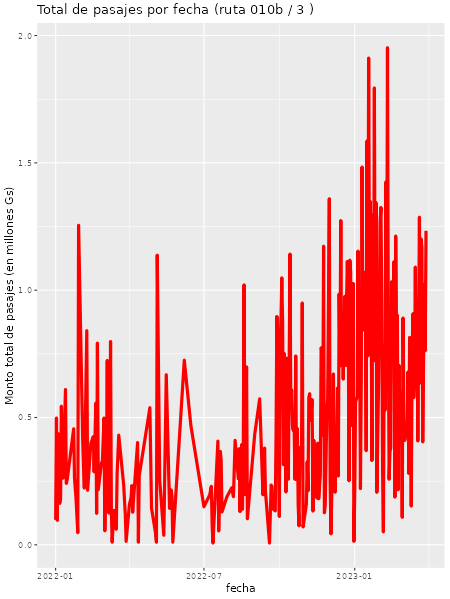 Total de pasajes por fecha (ruta 010b / 3 )
Monto total de pasajes (en millones Gs)
2.0
1.5
1.0
0.5
0.0
2022-01
2022-07
2023-01
fecha